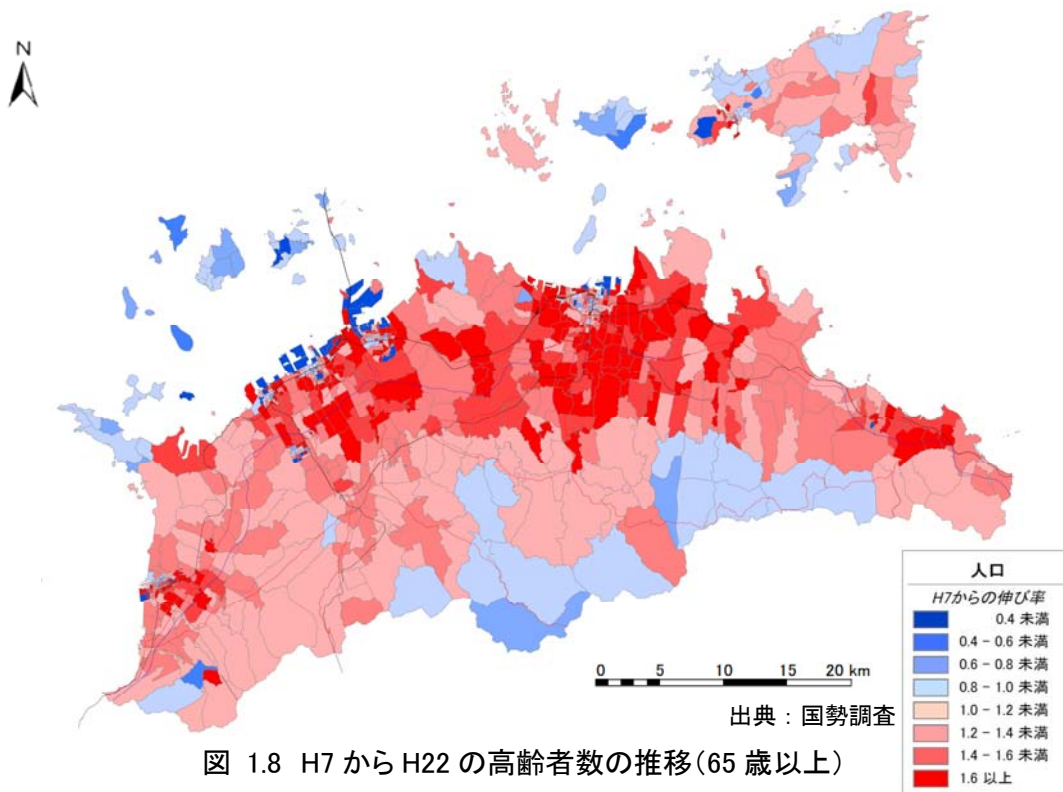 N
人口
H7からの伸び率
0.4 未満
0.4 - 0.6 未満
0.6 - 0.8 未満
0.8 - 1.0 未満
1.0 - 1.2 未満
1.2 - 1.4 未満
1.4 - 1.6 未満
1.6 以上
0 5 10 15 20 km
出典：国勢調査
図 1.8 H7 から H22 の高齢者数の推移（65 歳以上）